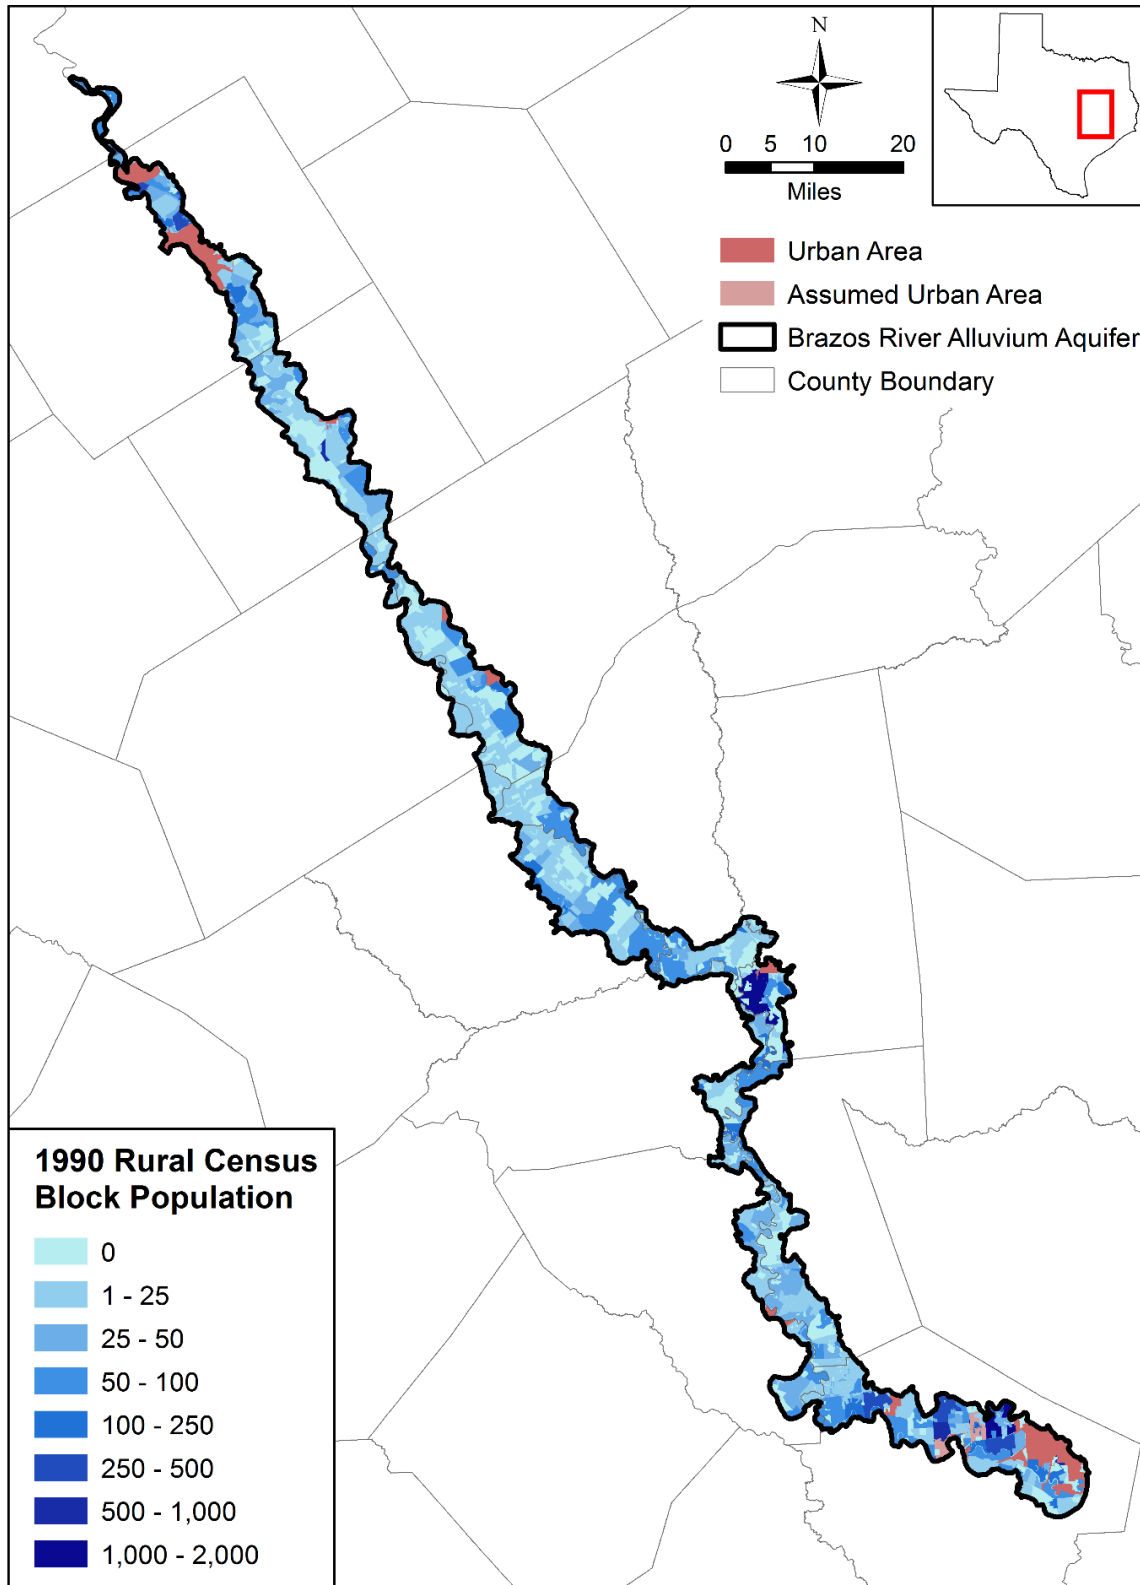 N
0 5 10 20
Miles
Urban Area
Assumed Urban Area
Brazos River Alluvium Aquifer
County Boundary
1990 Rural Census
Block Population
0
1 - 25
25 - 50
50 - 100
100 - 250
250 - 500
500 - 1,000
1,000 - 2,000